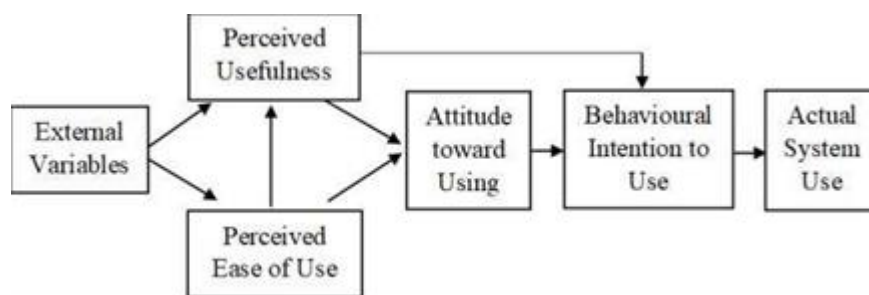 Perceived
Usefulness
External
Variables
Attitude
toward
Using
Behavioural
Intention to
Use
Actual
System
Use
Perceived
Ease of Use